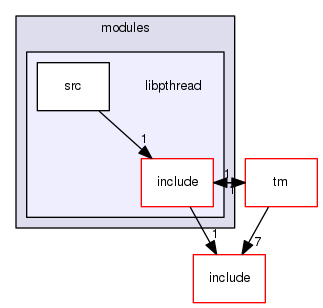 modules
src
libpthread
1
include
1
1
tm
1
7
include